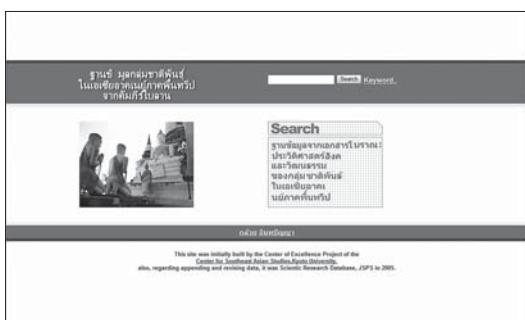 ฐานข้ มูลกลุ่มชาติพันธุ์
ในเอเชียอาคเนย์ภาคพื้นทวีป
จากคัมภีร์ใบลาน
Search Keyword.
Search
ฐานข้อมูลจากเอกสารโบราณ:
ประวัติศาสตร์สังค
และวัฒนธรรม
ของกลุ่มชาติพันธ์
ในเอเชียอาคเ
นย์ภาคพื้นทวีป
This site was initially built by the Center of Excellence Project of the
Center for Southeast Asian Studies,Kyoto University.
also, regarding appending and revising data, it was Scientic Research Database, JSPS in 2005.